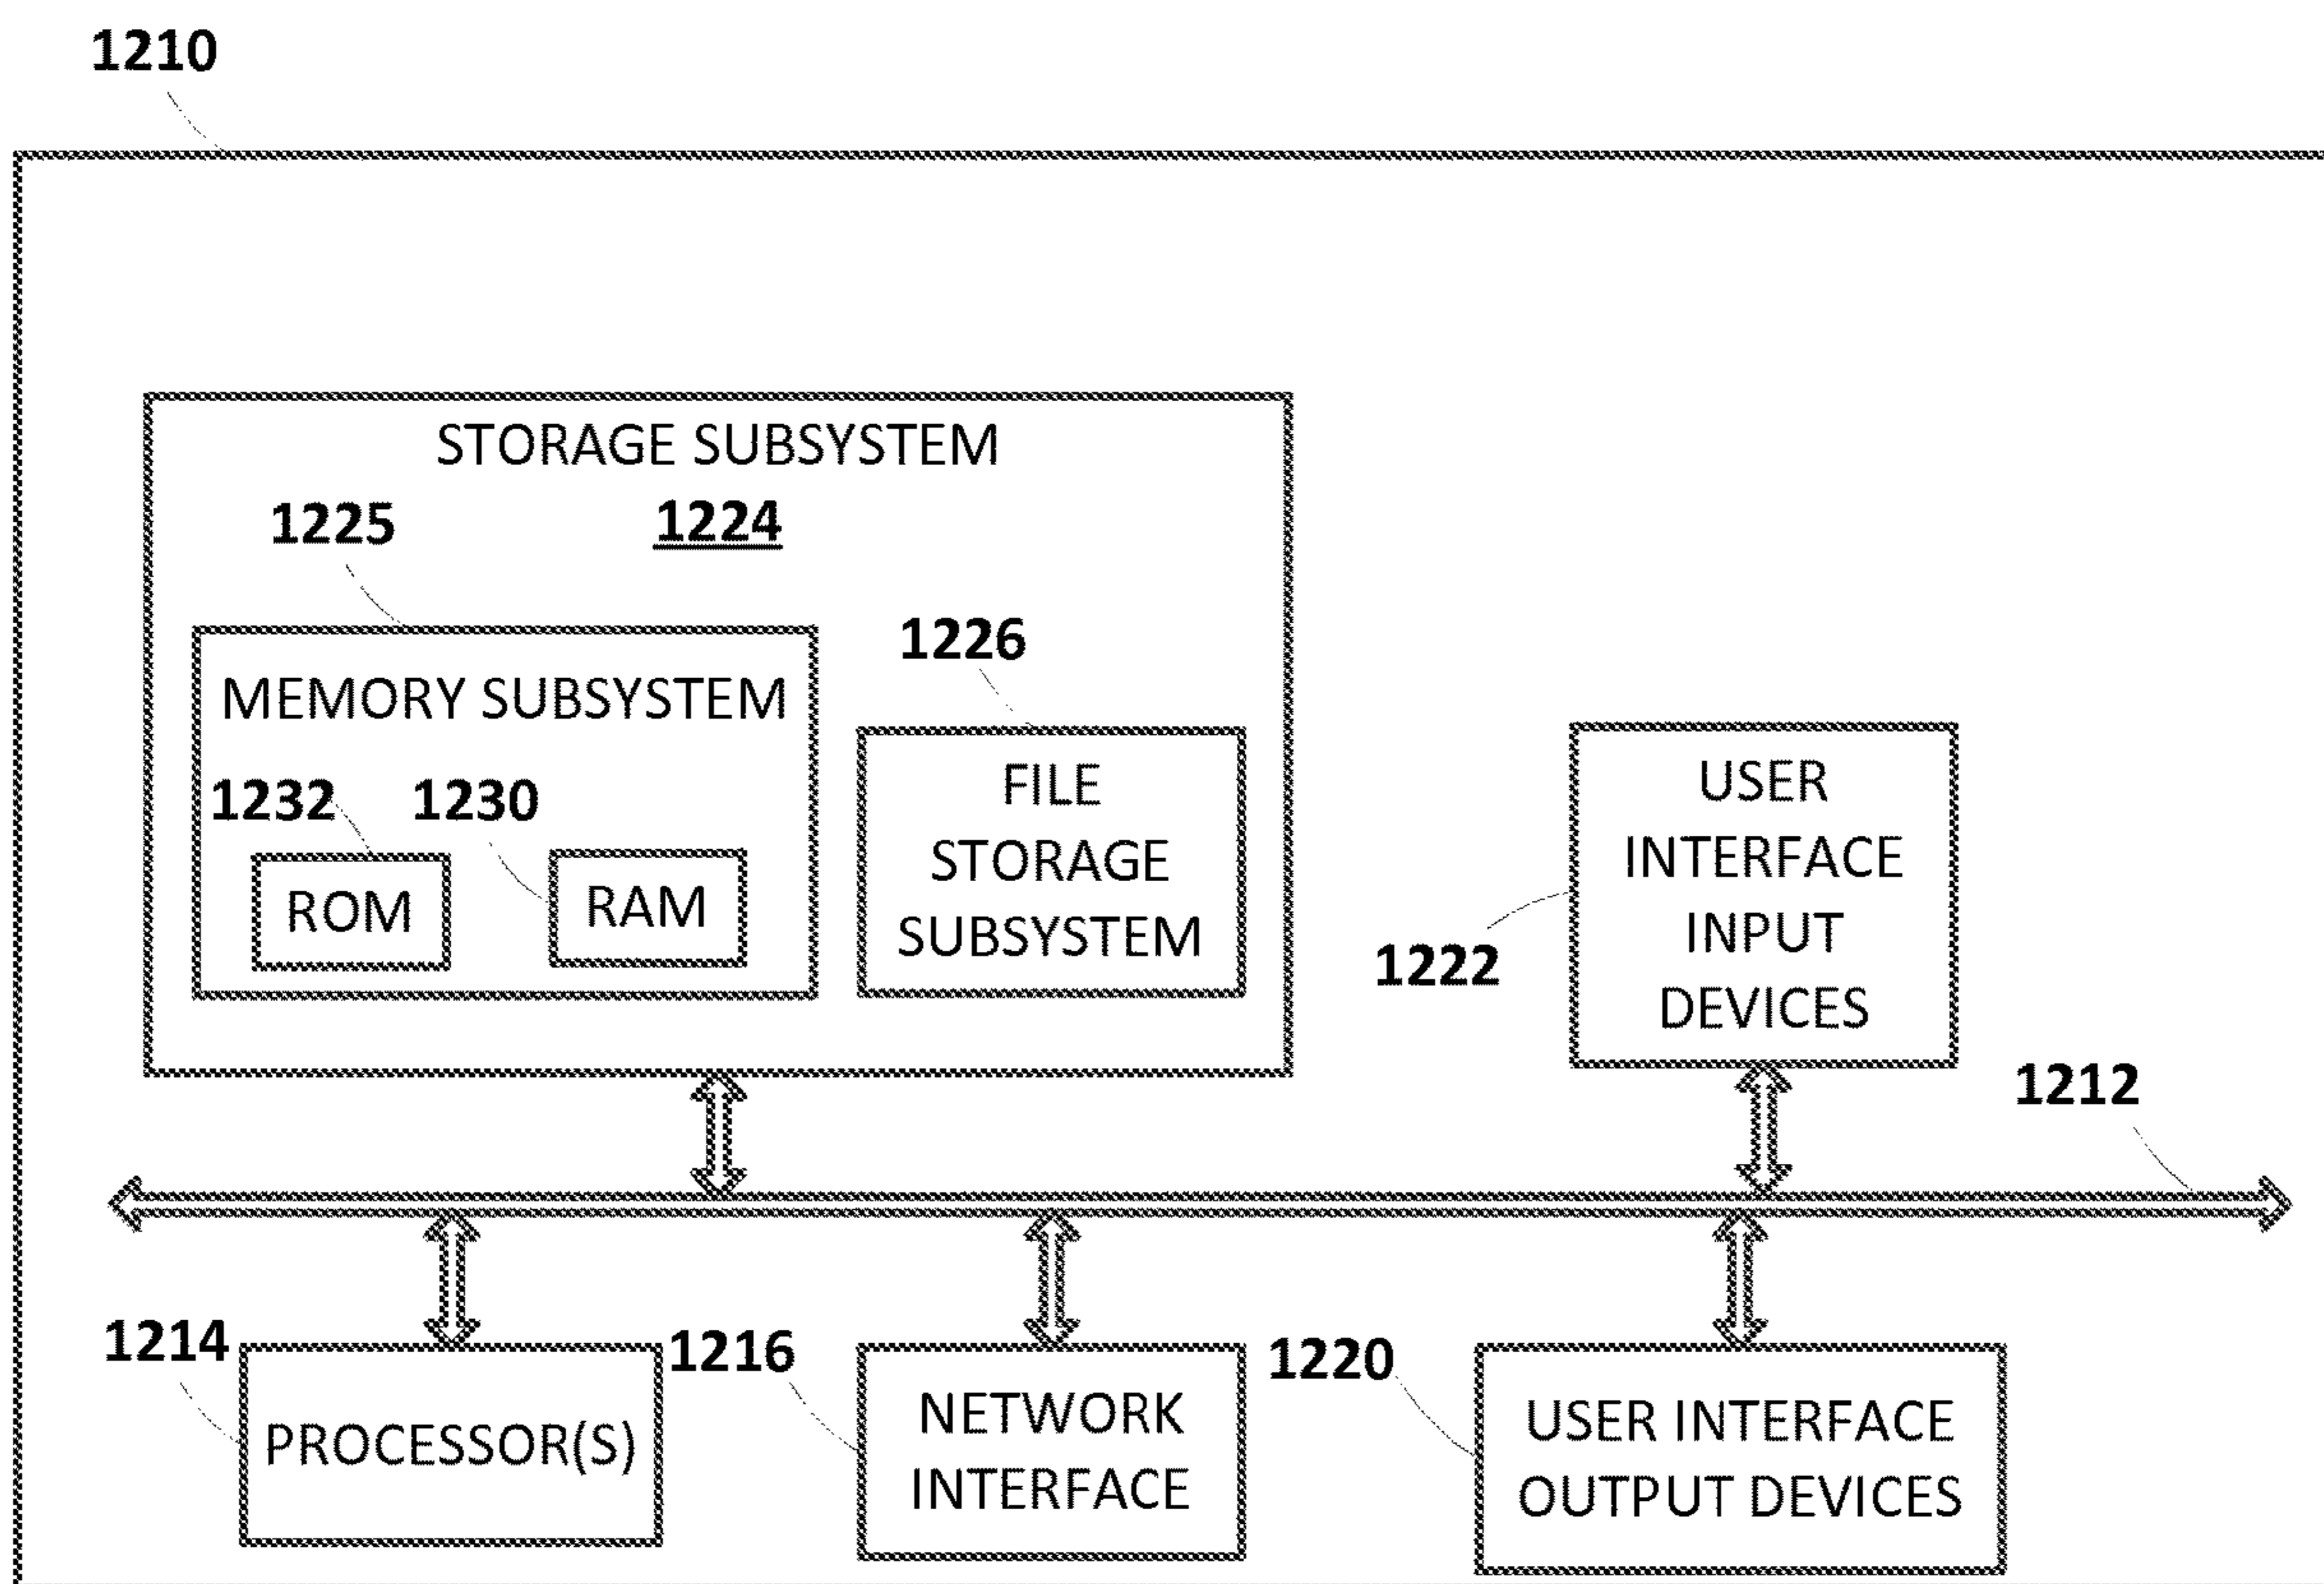 1210
STORAGE SUBSYSTEM
1224
1225
MEMORY SUBSYSTEM
1232
1230
ROM
RAM
1226
FILE
STORAGE
SUBSYSTEM
USER
INTERFACE
INPUT
DEVICES
1222
1212
1214
PROCESSOR(S)
1216
NETWORK
INTERFACE
1220
USER INTERFACE
OUTPUT DEVICES